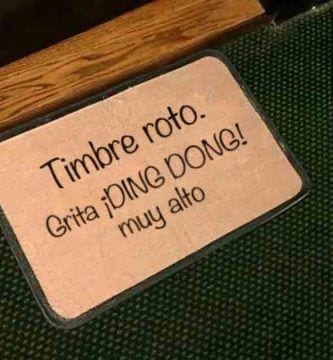 Timbre roto.
Grita ¡DING DONG!
muy alto